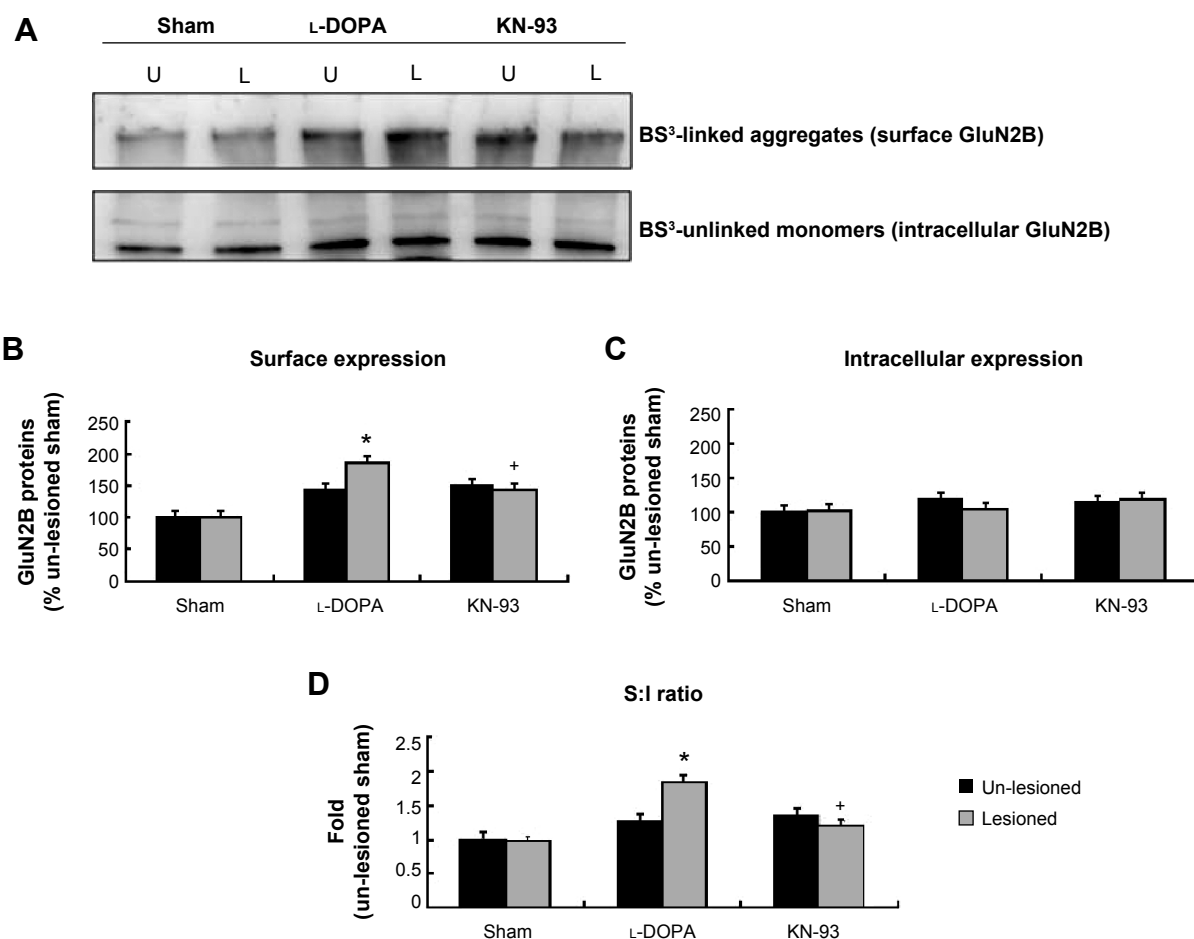 A
Sham L-DOPA KN-93
U L U L U L
BS³-linked aggregates (surface GluN2B)
BS³-unlinked monomers (intracellular GluN2B)
B
Surface expression
GluN2B proteins
(% un-lesioned sham)
250
200
150
100
50
0
*
+
Sham L-DOPA KN-93
C
Intracellular expression
GluN2B proteins
(% un-lesioned sham)
250
200
150
100
50
0
Sham L-DOPA KN-93
D
S:I ratio
Fold
(un-lesioned sham)
2.5
2
1.5
1
0.5
0
*
+
Sham L-DOPA KN-93
Un-lesioned
Lesioned